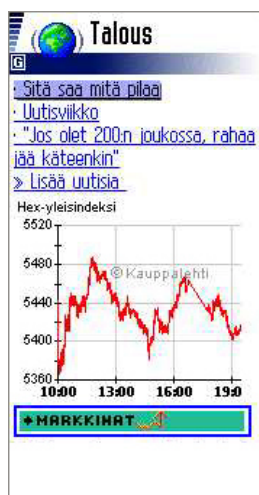 Talous
G
· Sitä saa mitä pilaa
· Uutisviikko
· "Jos olet 200:n joukossa, rahaa
jää käteenkin"
» Lisää uutisia
Hex-yleisindeksi
5520
5480
© Kauppalehti
5440
5400
5360
10:00 13:00 16:00 19:0
MARKKINAT